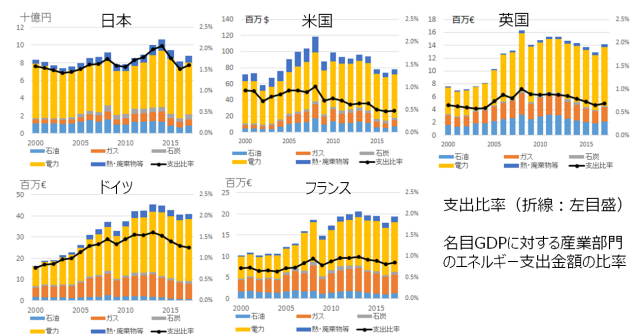 十億円
日本
12
10
8
6
4
2
0
2.5%
2.0%
1.5%
1.0%
0.5%
0.0%
2000 2005 2010 2015
石油 ガス 石炭
電力 熱・廃棄物等 支出比率
百万＄
米国
140
120
100
80
60
40
20
0
2.5%
2.0%
1.5%
1.0%
0.5%
0.0%
2000 2005 2010 2015
石油 ガス 石炭
電力 熱・廃棄物等 支出比率
百万€
英国
18
16
14
12
10
8
6
4
2
0
2.5%
2.0%
1.5%
1.0%
0.5%
0.0%
2000 2005 2010 2015
石油 ガス 石炭
電力 熱・廃棄物等 支出比率
百万€
ドイツ
50
40
30
20
10
0
2.5%
2.0%
1.5%
1.0%
0.5%
0.0%
2000 2005 2010 2015
石油 ガス 石炭
電力 熱・廃棄物等 支出比率
百万€
フランス
25
20
15
10
5
0
2.5%
2.0%
1.5%
1.0%
0.5%
0.0%
2000 2005 2010 2015
石油 ガス 石炭
電力 熱・廃棄物等 支出比率
支出比率（折線：左目盛）
名目GDPに対する産業部門
のエネルギー支出金額の比率